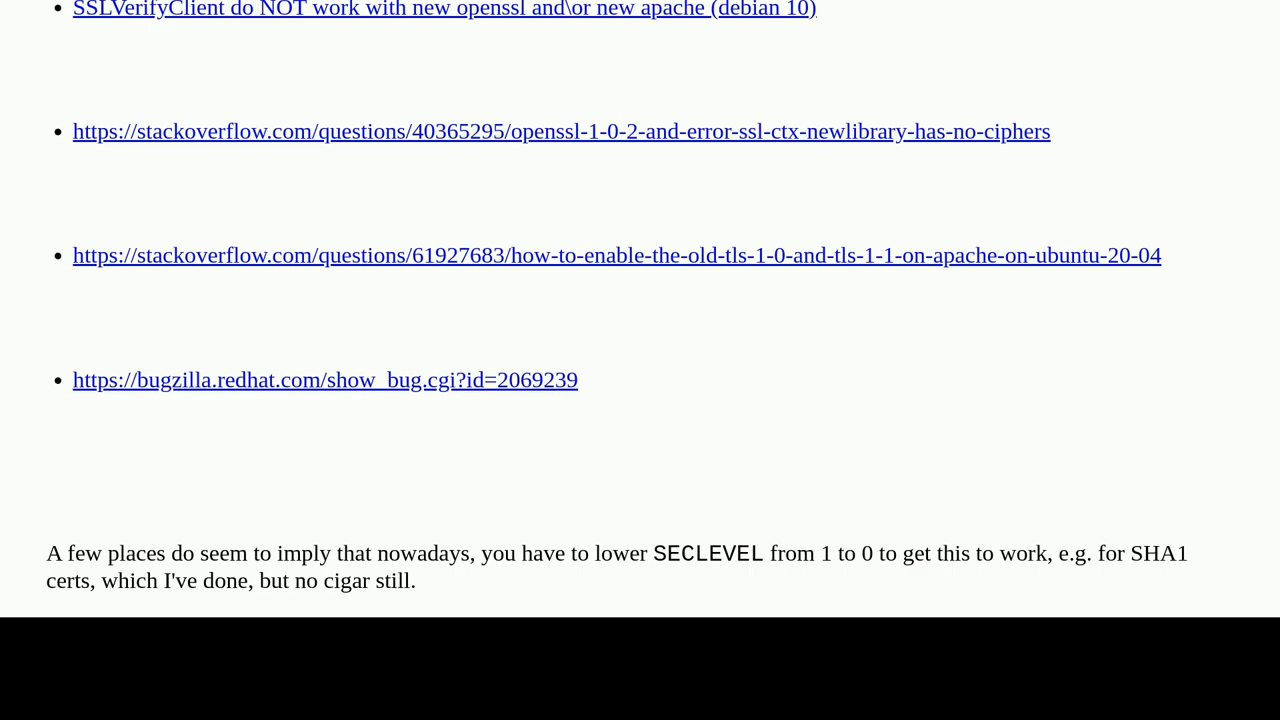 SSLVerifyClient do NOT work with new openssl and\or new apache (debian 10)
https://stackoverflow.com/questions/40365295/openssl-1-0-2-and-error-ssl-ctx-newlibrary-has-no-ciphers
https://stackoverflow.com/questions/61927683/how-to-enable-the-old-tls-1-0-and-tls-1-1-on-apache-on-ubuntu-20-04
https://bugzilla.redhat.com/show_bug.cgi?id=2069239
A few places do seem to imply that nowadays, you have to lower SECLEVEL from 1 to 0 to get this to work, e.g. for SHA1
certs, which I've done, but no cigar still.